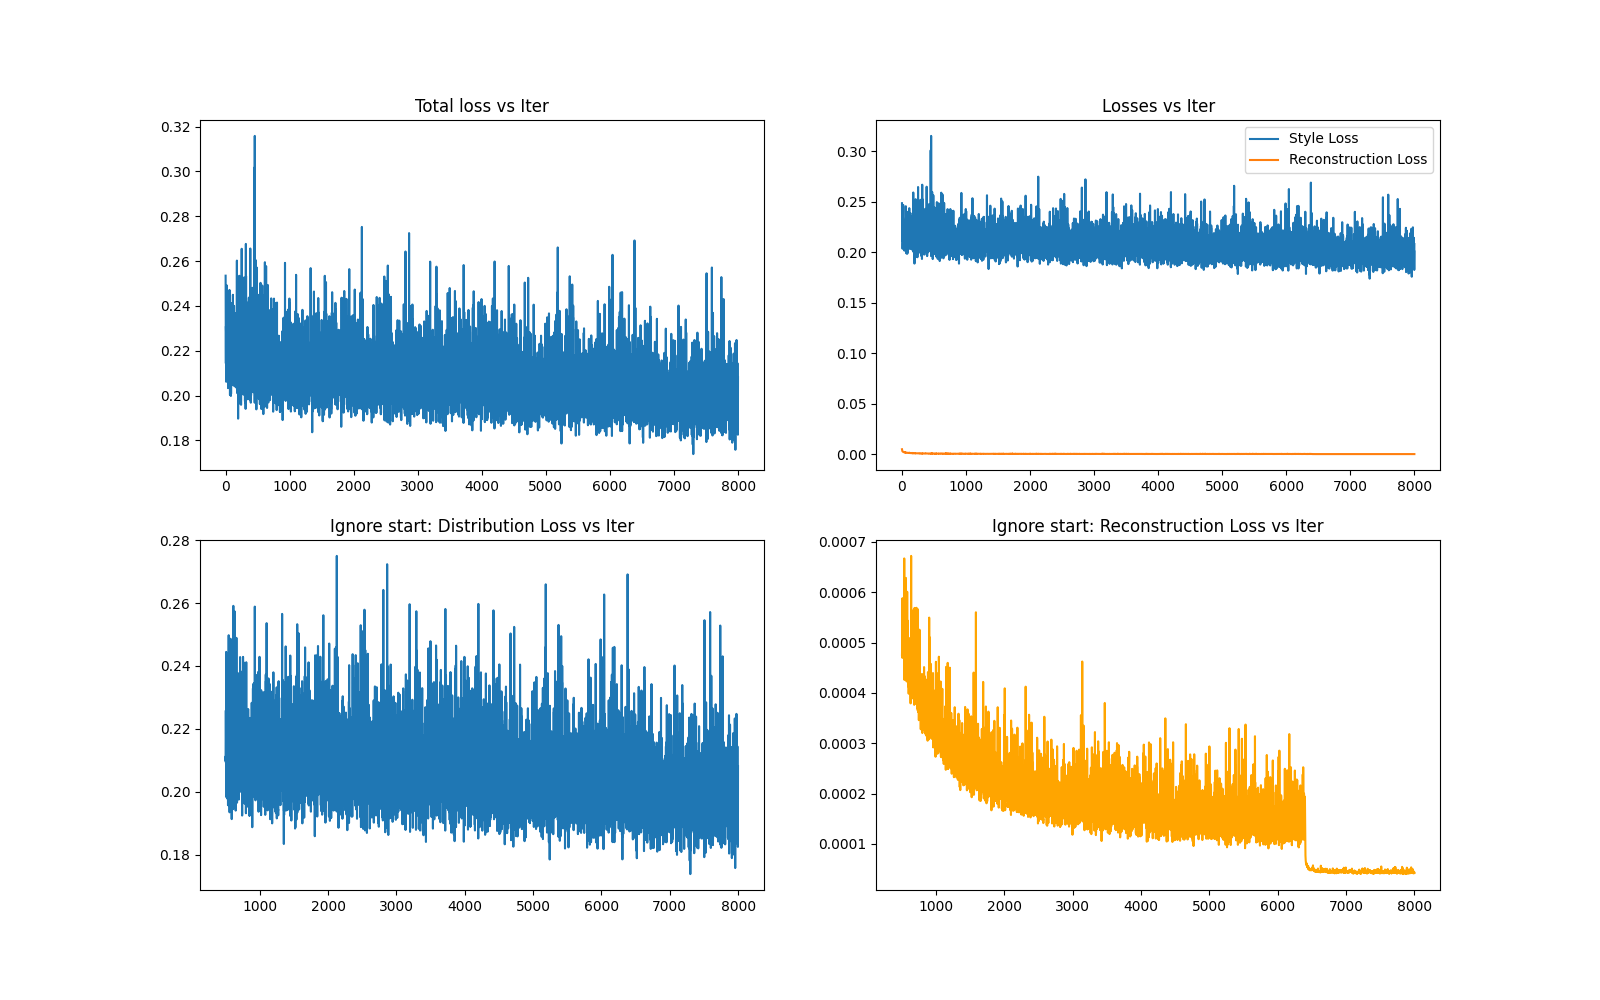 Total loss vs Iter
0.32
0.30
0.28
0.26
0.24
0.22
0.20
0.18
0 1000 2000 3000 4000 5000 6000 7000 8000
Losses vs Iter
Style Loss
Reconstruction Loss
0.30
0.25
0.20
0.15
0.10
0.05
0.00
0 1000 2000 3000 4000 5000 6000 7000 8000
Ignore start: Distribution Loss vs Iter
0.28
0.26
0.24
0.22
0.20
0.18
1000 2000 3000 4000 5000 6000 7000 8000
Ignore start: Reconstruction Loss vs Iter
0.0007
0.0006
0.0005
0.0004
0.0003
0.0002
0.0001
1000 2000 3000 4000 5000 6000 7000 8000